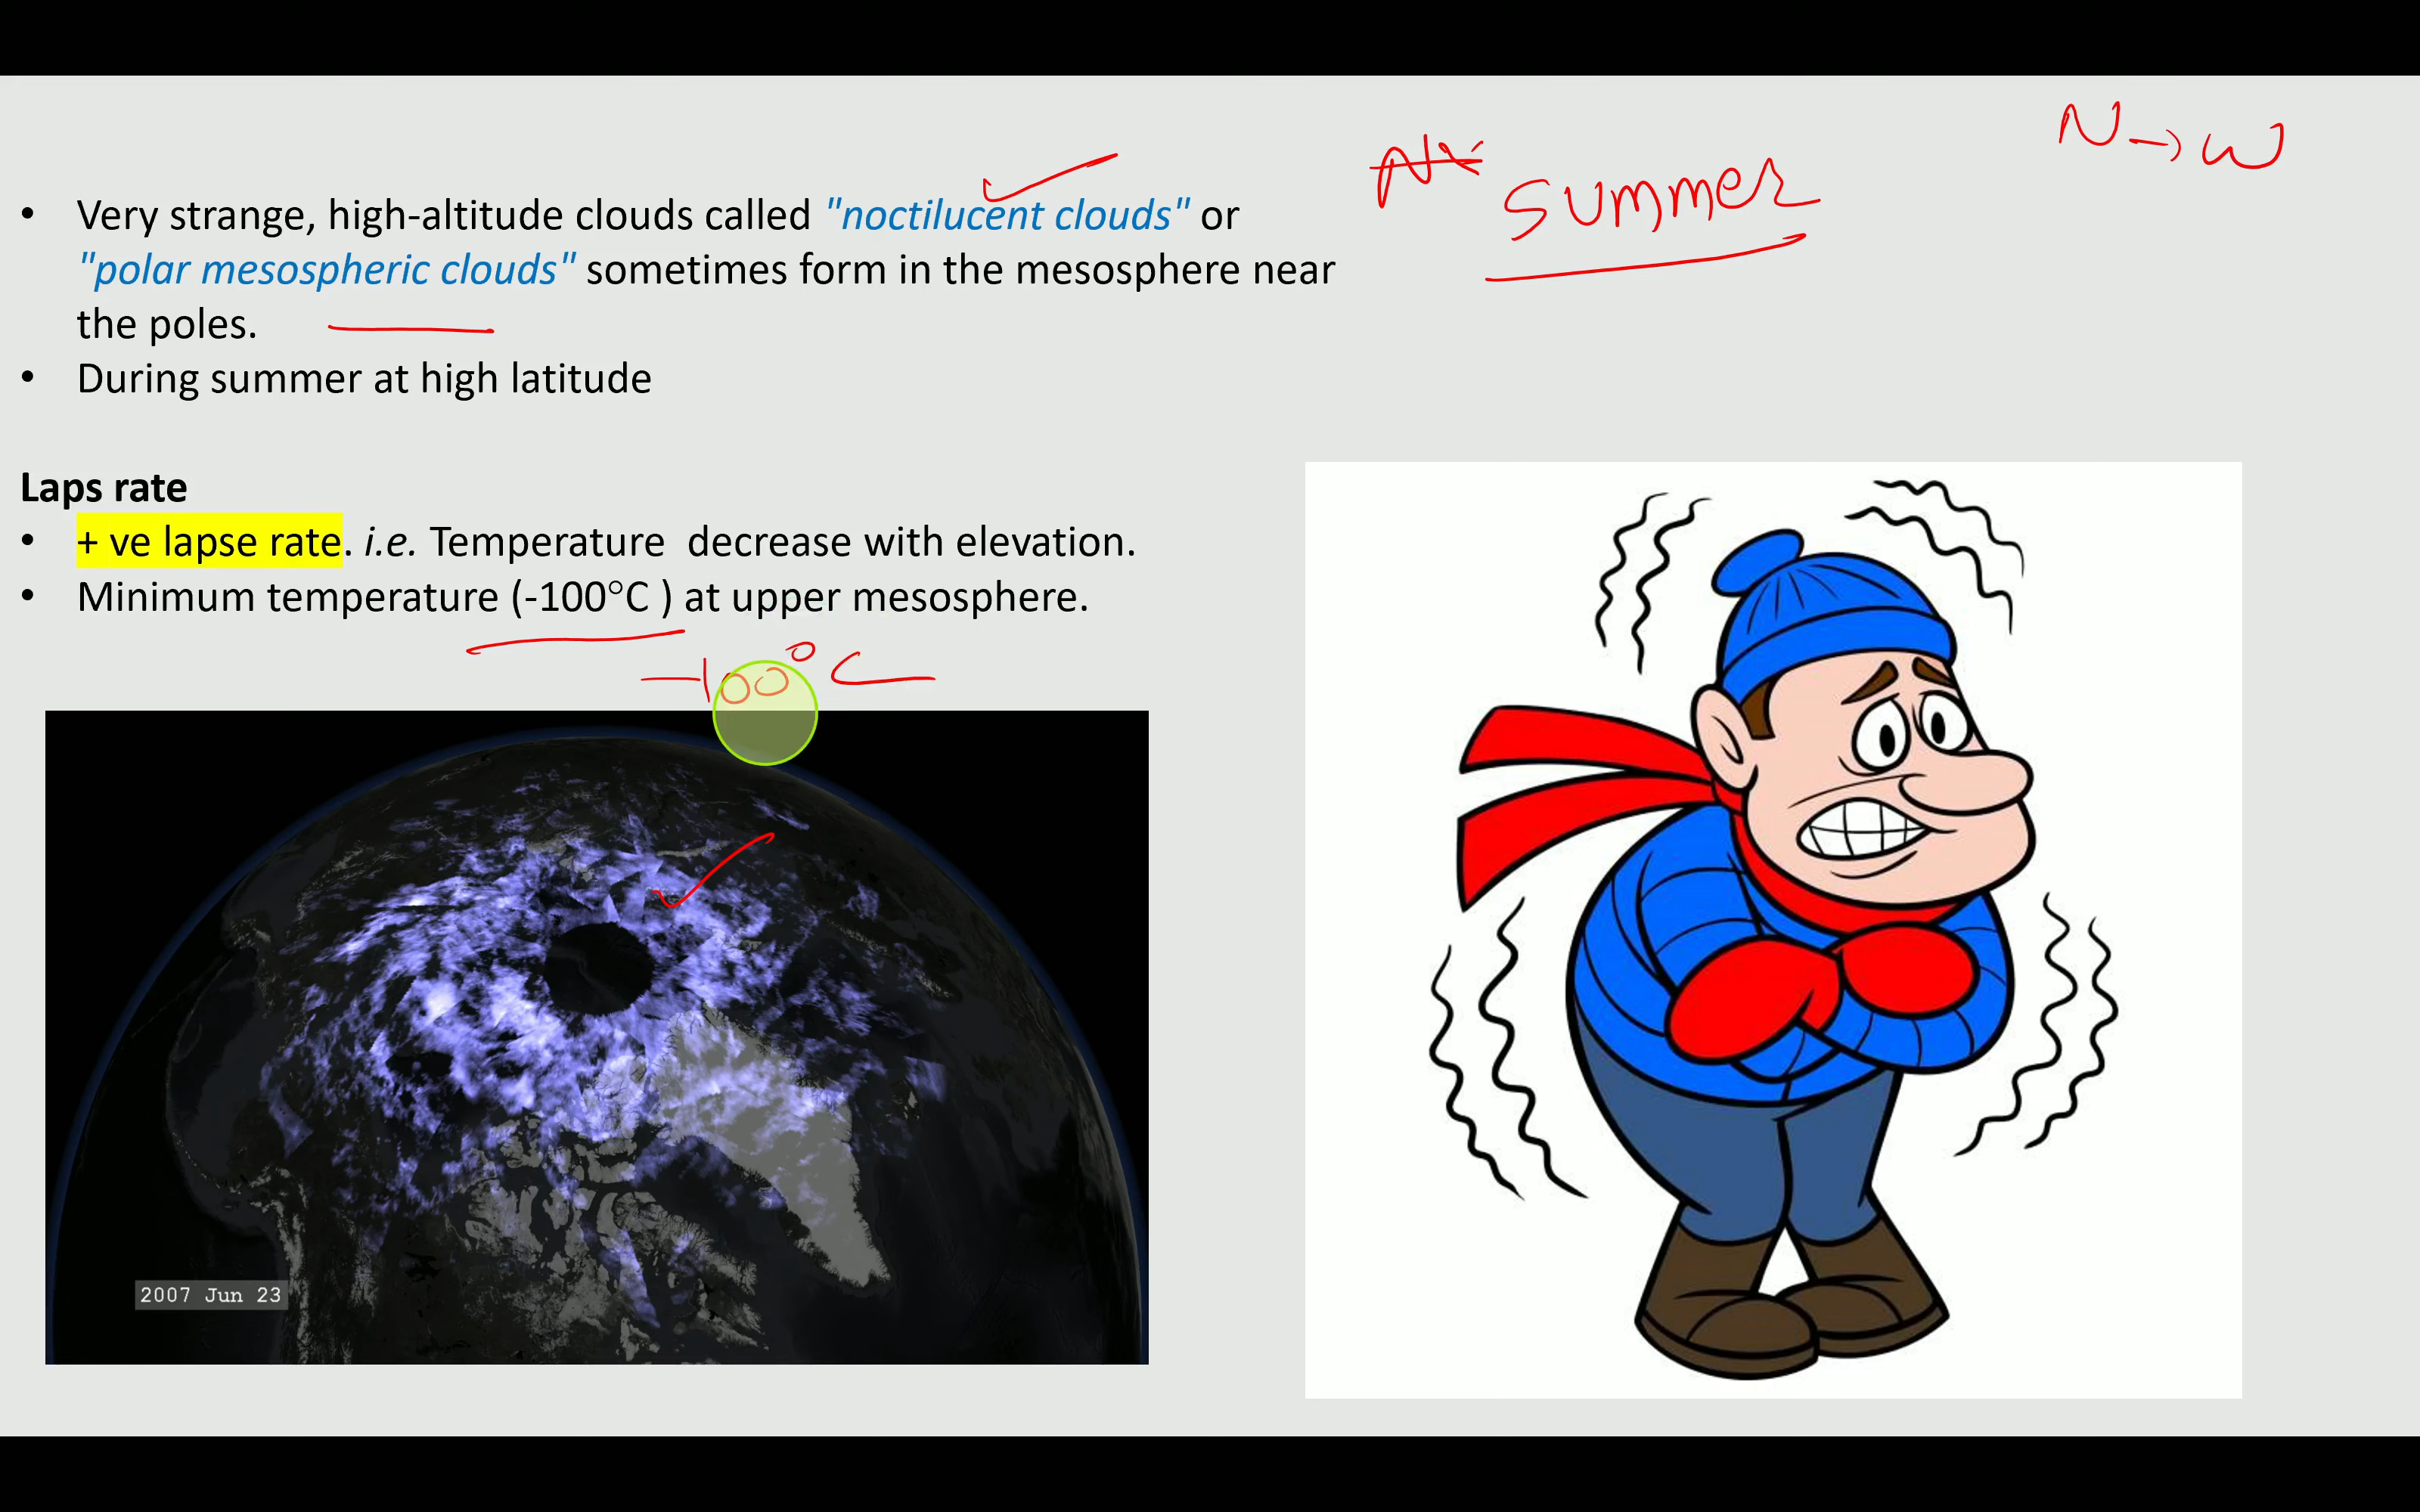 N → W
summer
• Very strange, high-altitude clouds called "noctilucent clouds" or
"polar mesospheric clouds" sometimes form in the mesosphere near
the poles.
• During summer at high latitude
Laps rate
• + ve lapse rate. i.e. Temperature decrease with elevation.
• Minimum temperature (-100°C ) at upper mesosphere.
-100°C
2007 Jun 23